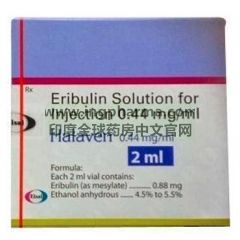 Rx
Eribulin Solution for
Injection 0.44 mg/ml
印度全球药房中文官网
Halaven 0.44 mg/ml
2 ml
Formula:
Each 2 ml vial contains:
Eribulin (as mesylate) ......... 0.88 mg
Ethanol anhydrous ..... 4.5% to 5.5%
Eisai